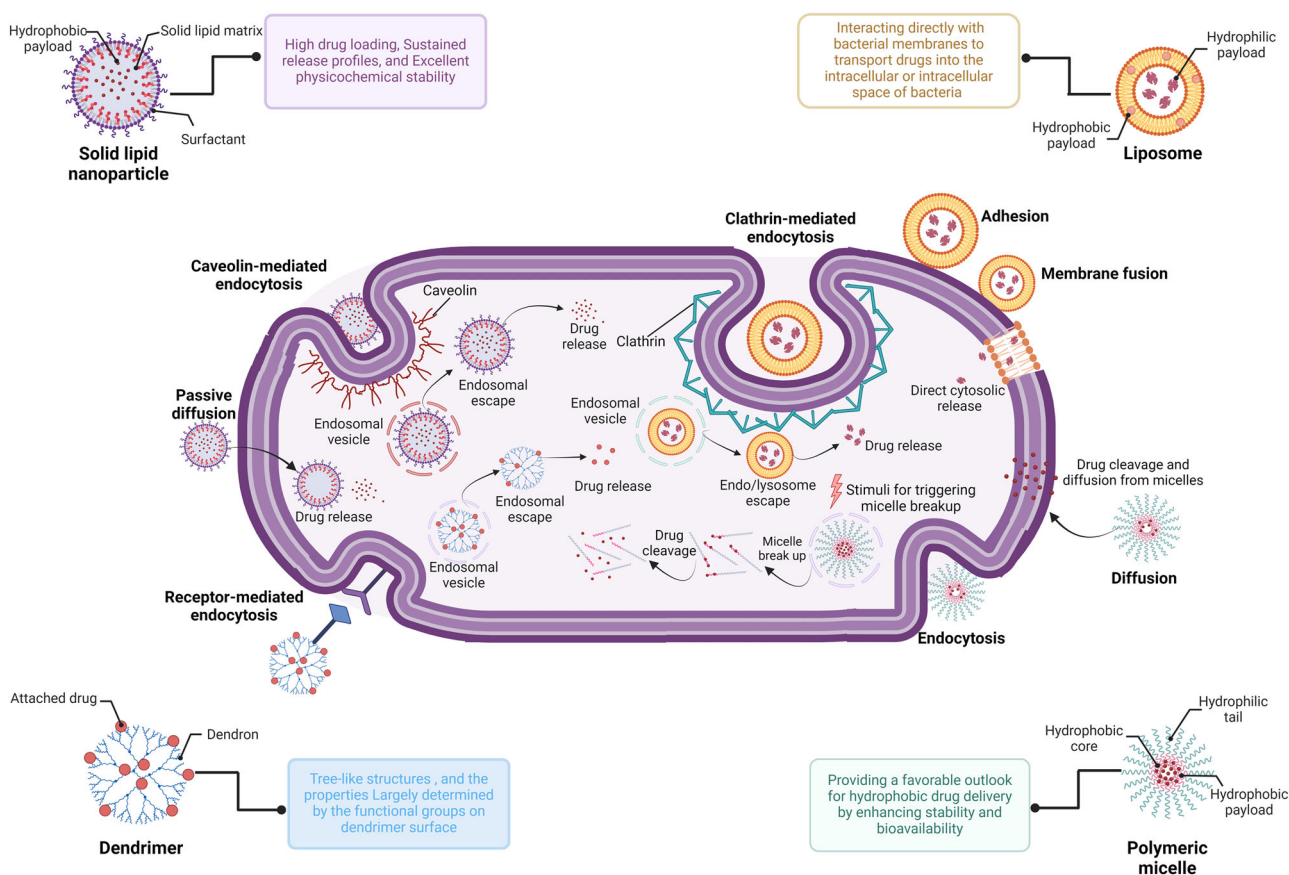 Hydrophobic
payload
Solid lipid matrix
Surfactant
Solid lipid
nanoparticle
High drug loading, Sustained
release profiles, and Excellent
physicochemical stability
Interacting directly with
bacterial membranes to
transport drugs into the
intracellular or intracellular
space of bacteria
Hydrophilic
payload
Hydrophobic
payload
Liposome
Caveolin-mediated
endocytosis
Caveolin
Clathrin-mediated
endocytosis
Adhesion
Membrane fusion
Drug
release
Clathrin
Endosomal
escape
Passive
diffusion
Endosomal
vesicle
Endosomal
vesicle
Direct cytosolic
release
Drug release
Drug release
Endosomal
escape
Drug release
Endo/lysosome
escape
Stimuli for triggering
micelle breakup
Drug cleavage and
diffusion from micelles
Endosomal
vesicle
Drug
cleavage
Micelle
break up
Diffusion
Receptor-mediated
endocytosis
Endocytosis
Attached drug
Dendron
Dendrimer
Tree-like structures , and the
properties Largely determined
by the functional groups on
dendrimer surface
Providing a favorable outlook
for hydrophobic drug delivery
by enhancing stability and
bioavailability
Hydrophilic
tail
Hydrophobic
core
Hydrophobic
payload
Polymeric
micelle